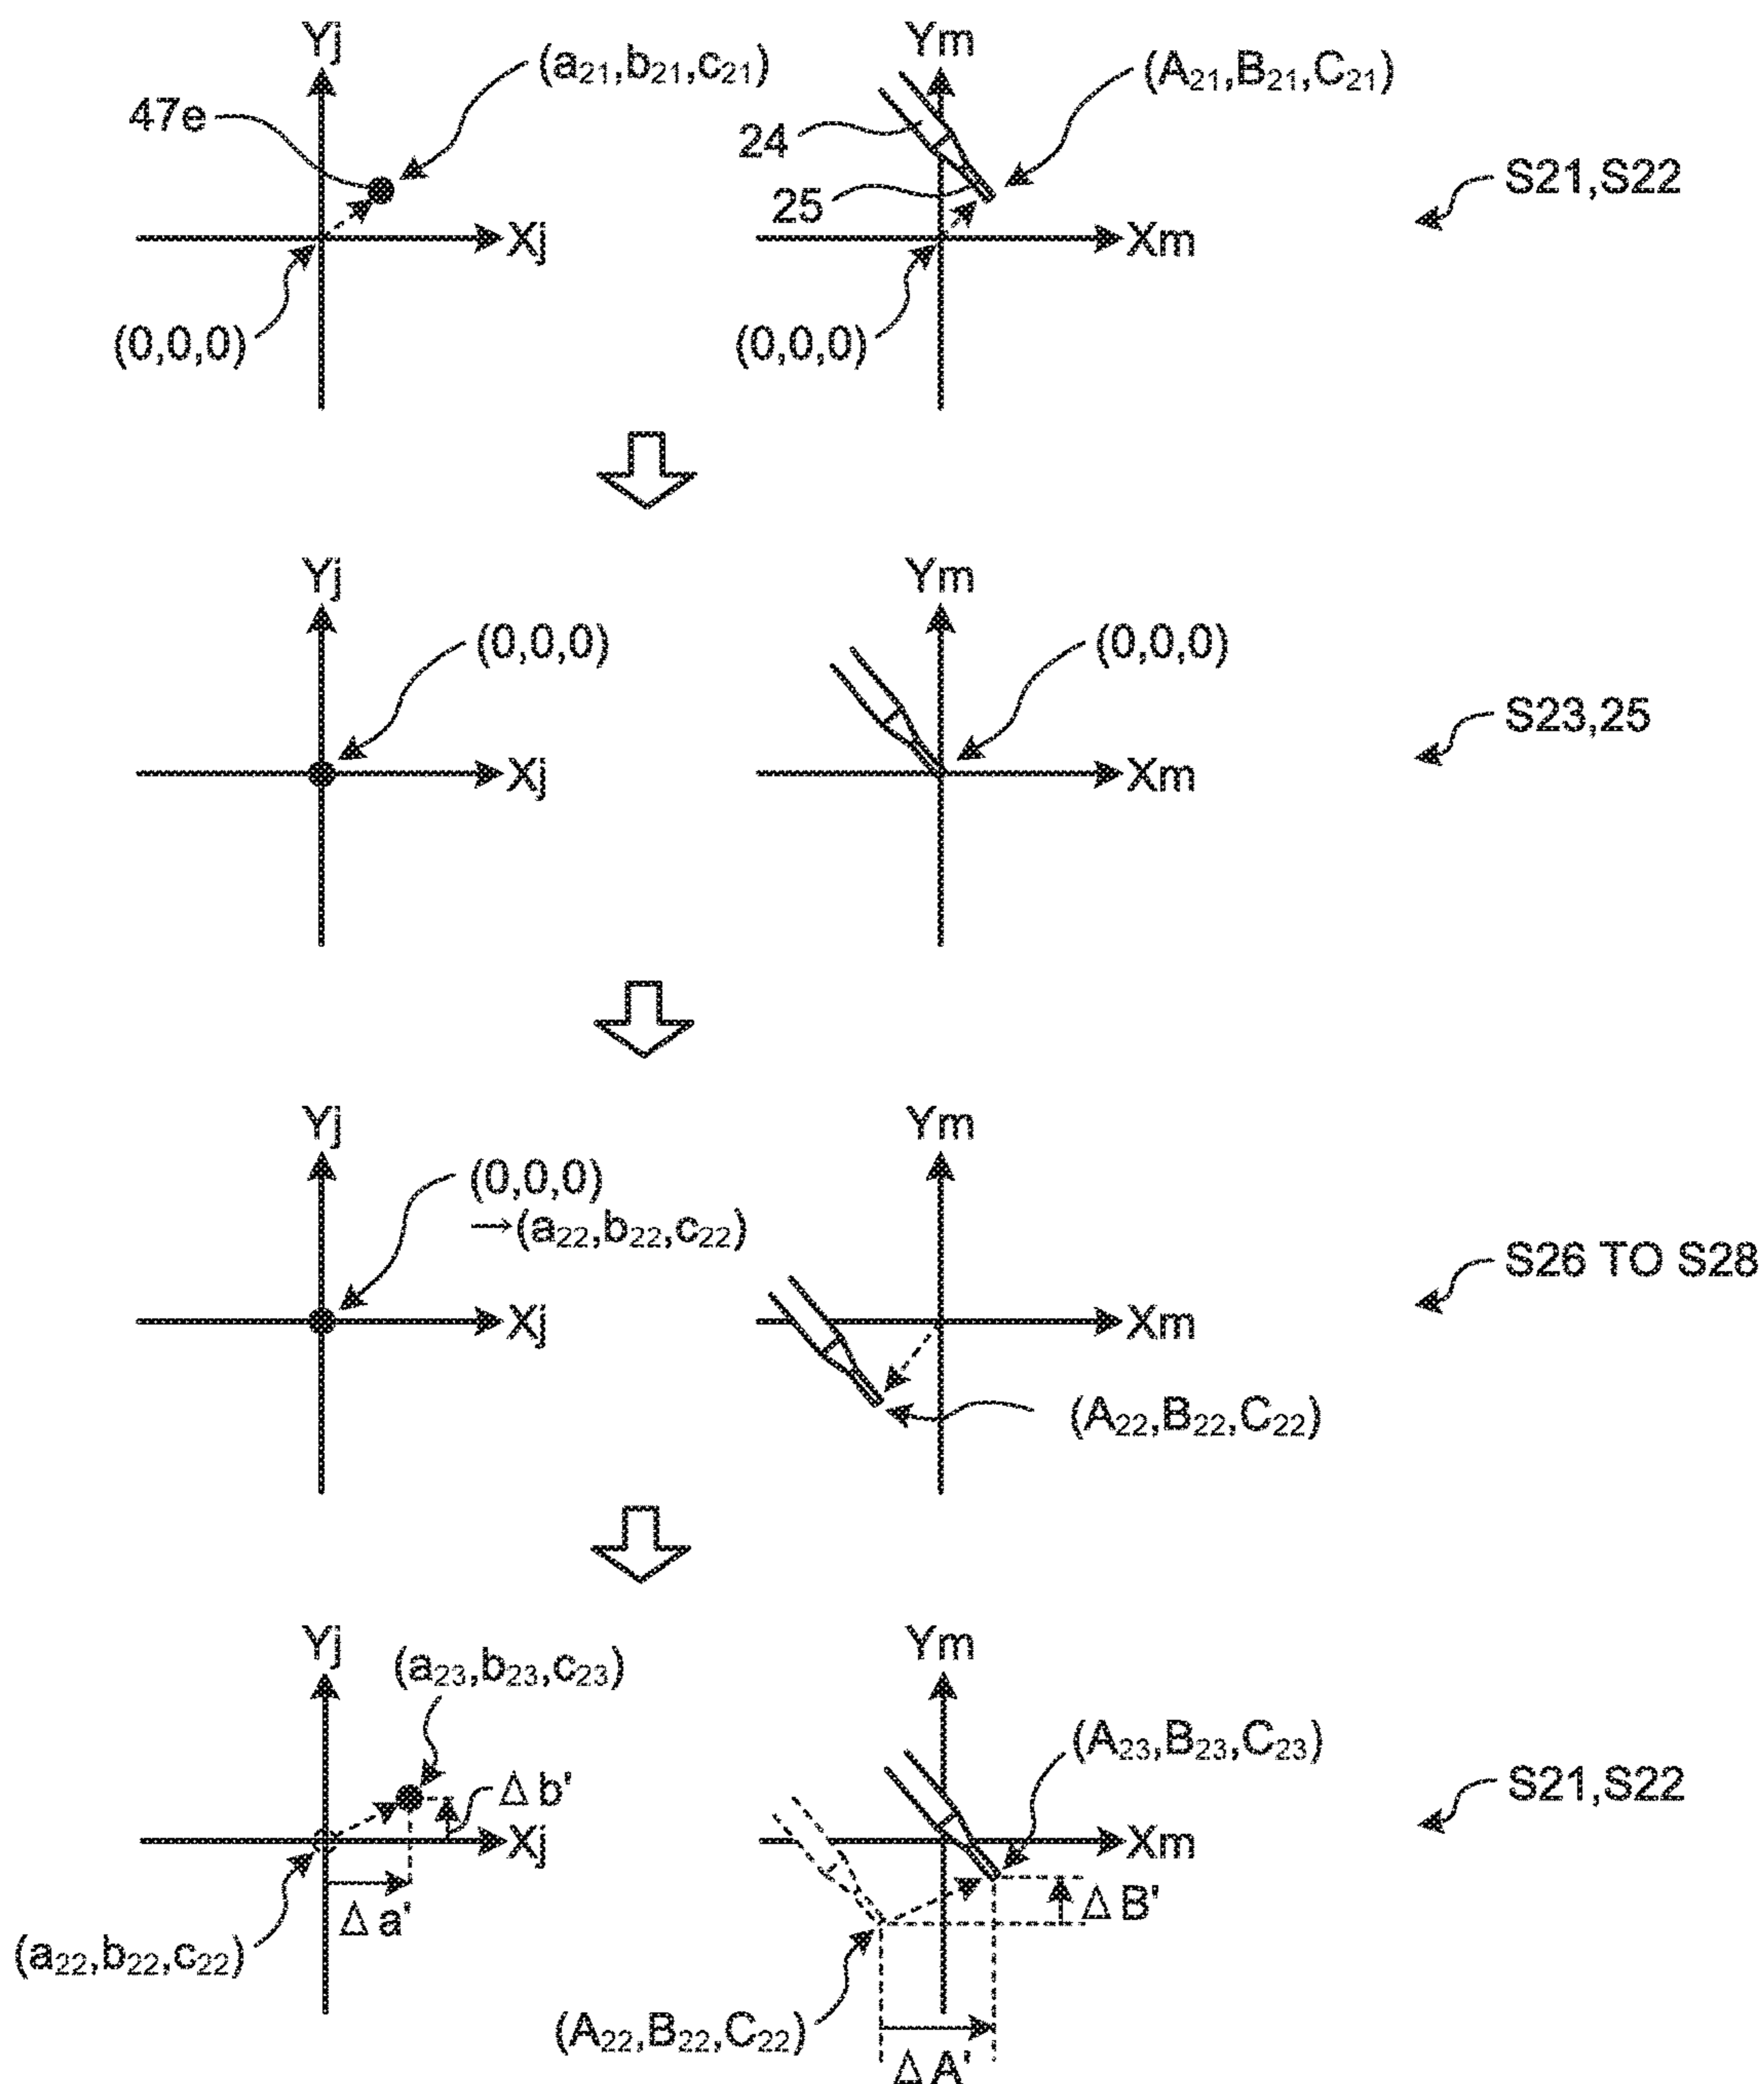 Yj
(a₂₁,b₂₁,c₂₁)
47e
Xj
(0,0,0)
Ym
(A₂₁,B₂₁,C₂₁)
24
25
Xm
(0,0,0)
S21,S22
Yj
(0,0,0)
Xj
Ym
(0,0,0)
Xm
S23,25
Yj
(0,0,0)
→(a₂₂,b₂₂,c₂₂)
Xj
Ym
Xm
(A₂₂,B₂₂,C₂₂)
S26 TO S28
Yj
(a₂₃,b₂₃,c₂₃)
Δb'
Xj
Δa'
(a₂₂,b₂₂,c₂₂)
Ym
(A₂₃,B₂₃,C₂₃)
Xm
ΔB'
(A₂₂,B₂₂,C₂₂)
ΔA'
S21,S22